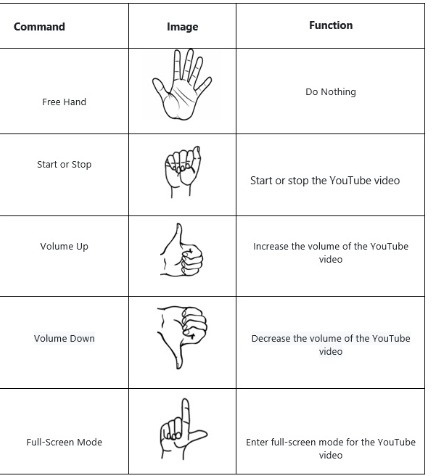 Command Image Function
Free Hand
Do Nothing
Start or Stop
Start or stop the YouTube video
Volume Up
Increase the volume of the YouTube
video
Volume Down
Decrease the volume of the YouTube
video
Full-Screen Mode
Enter full-screen mode for the YouTube
video